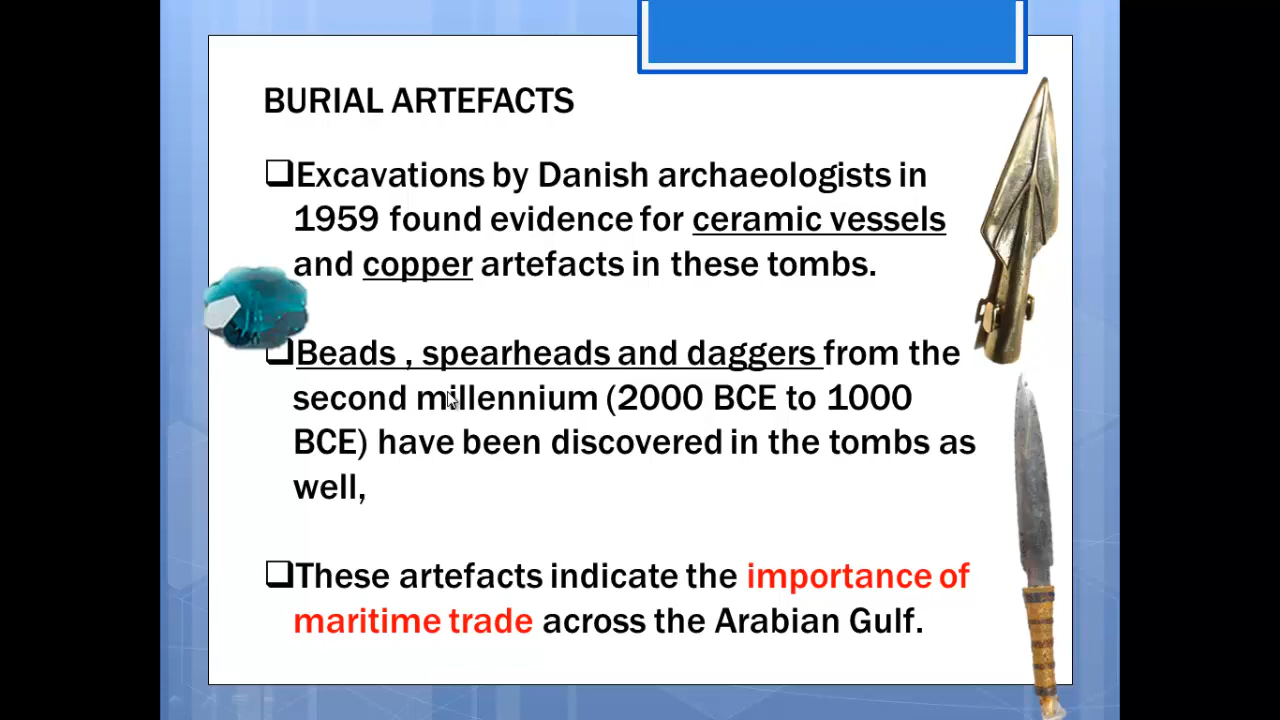 BURIAL ARTEFACTS
❑Excavations by Danish archaeologists in
1959 found evidence for ceramic vessels
and copper artefacts in these tombs.
❑Beads , spearheads and daggers from the
second millennium (2000 BCE to 1000
BCE) have been discovered in the tombs as
well,
❑These artefacts indicate the importance of
maritime trade across the Arabian Gulf.